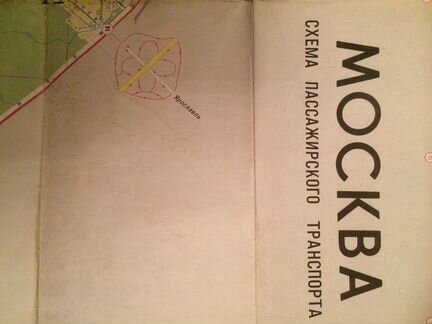 МОСКВА
СХЕМА ПАССАЖИРСКОГО ТРАНСПОРТА
Ярославль